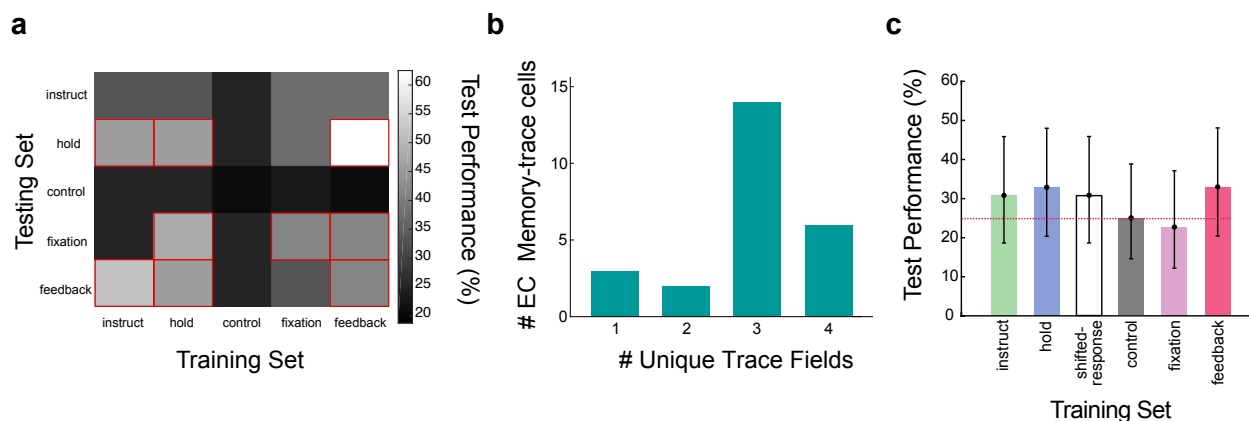 a
instruct
hold
control
fixation
feedback
Testing Set
instruct
hold
control
fixation
feedback
Training Set
60
55
50
45
40
35
30
25
20
Test Performance (%)
b
15
10
5
0
# EC Memory-trace cells
1
2
3
4
# Unique Trace Fields
c
60
50
40
30
20
10
0
Test Performance (%)
instruct
hold
shifted-
response
control
fixation
feedback
Training Set